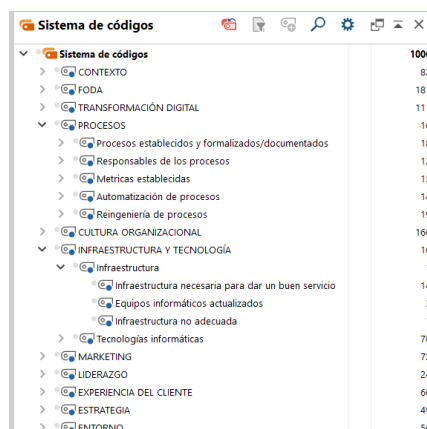 Sistema de códigos
Sistema de códigos
CONTEXTO
FODA
TRANSFORMACIÓN DIGITAL
PROCESOS
Procesos establecidos y formalizados/documentados
Responsables de los procesos
Metricas establecidas
Automatización de procesos
Reingeniería de procesos
CULTURA ORGANIZACIONAL
INFRAESTRUCTURA Y TECNOLOGÍA
Infraestructura
Infraestructura necesaria para dar un buen servicio
Equipos informáticos actualizados
Infraestructura no adecuada
Tecnologías informáticas
MARKETING
LIDERAZGO
EXPERIENCIA DEL CLIENTE
ESTRATEGIA
ENTORNO